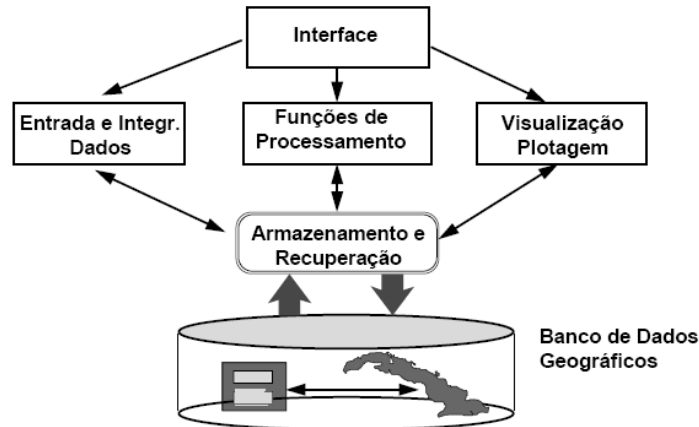 Interface
Entrada e Integr.
Dados
Funções de
Processamento
Visualização
Plotagem
Armazenamento e
Recuperação
Banco de Dados
Geográficos